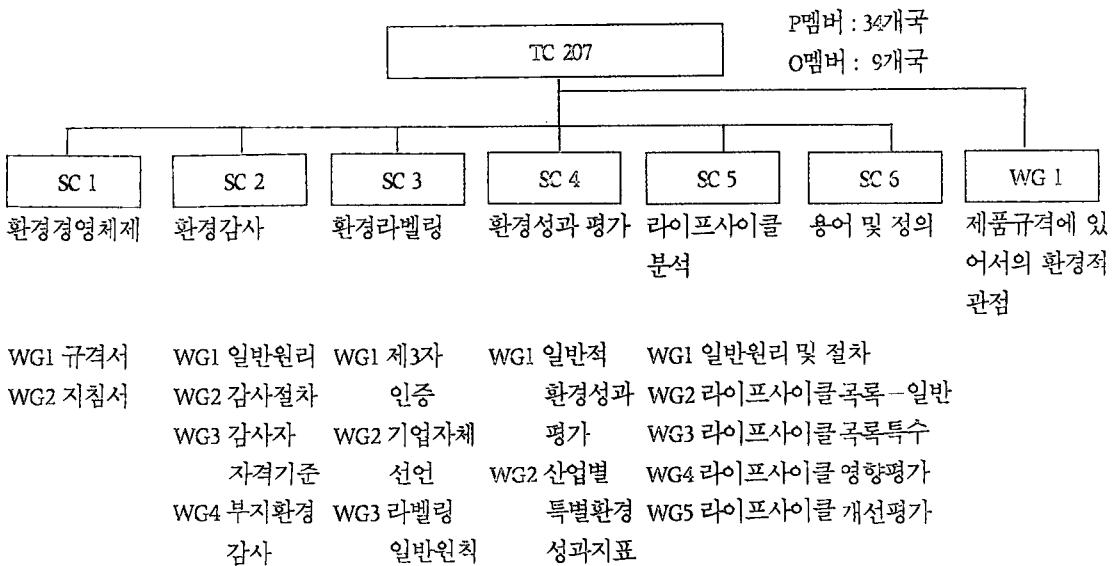 P멤버 : 34개국
TC 207
O멤버 : 9개국
SC 1
SC 2
SC 3
SC 4
SC 5
SC 6
WG 1
환경경영체제
환경감사
환경라벨링
환경성과 평가
라이프사이클
분석
용어 및 정의
제품규격에 있
어서의 환경적
관점
WG1 규격서
WG2 지침서
WG1 일반원리
WG2 감사절차
WG3 감사자
자격기준
WG4 부지환경
감사
WG1 제3자
인증
WG2 기업자체
선언
WG3 라벨링
일반원칙
WG1 일반적
환경성과
평가
WG2 산업별
특별환경
성과지표
WG1 일반원리 및 절차
WG2 라이프사이클 곡록-일반
WG3 라이프사이클 곡록특수
WG4 라이프사이클 영향평가
WG5 라이프사이클 개선평가